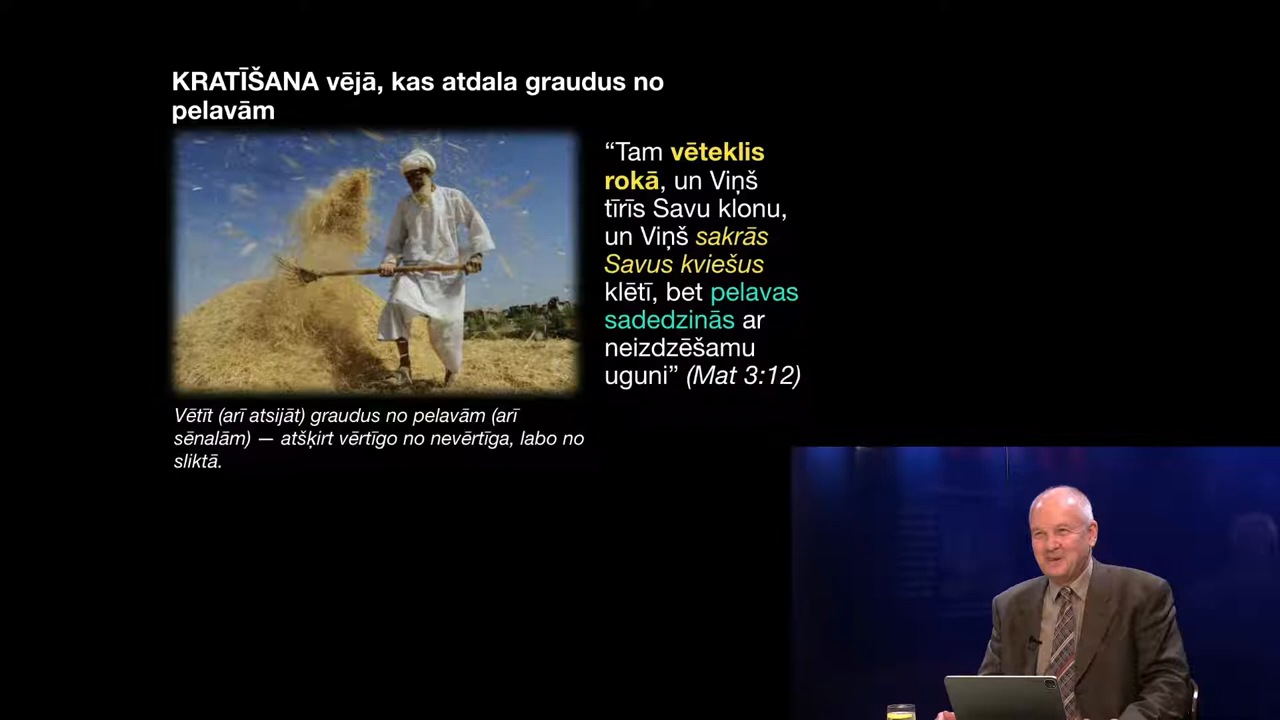 KRATĪŠANA vējā, kas atdala graudus no
pelavām
“Tam vēteklis
rokā, un Viņš
tīrīs Savu klonu,
un Viņš sakrās
Savus kviešus
klētī, bet pelavas
sadedzinās ar
neizdzēšamu
uguni” (Mat 3:12)
Vētīt (arī atsijāt) graudus no pelavām (arī
sēnalām) — atšķirt vērtīgo no nevērtīga, labo no
sliktā.